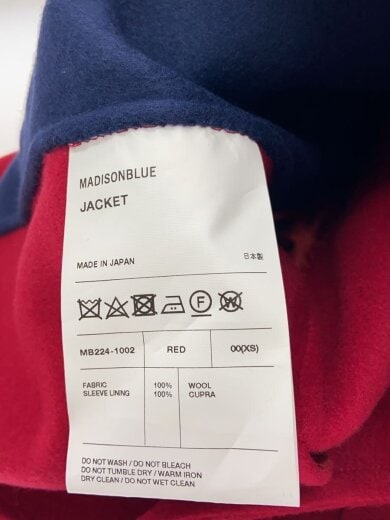 MADISONBLUE
JACKET
MADE IN JAPAN 日本製
F W
MB224-1002 RED 00(XS)
FABRIC 100% WOOL
SLEEVE LINING 100% CUPRA
DO NOT WASH / DO NOT BLEACH
DO NOT TUMBLE DRY / WARM IRON
DRY CLEAN / DO NOT WET CLEAN